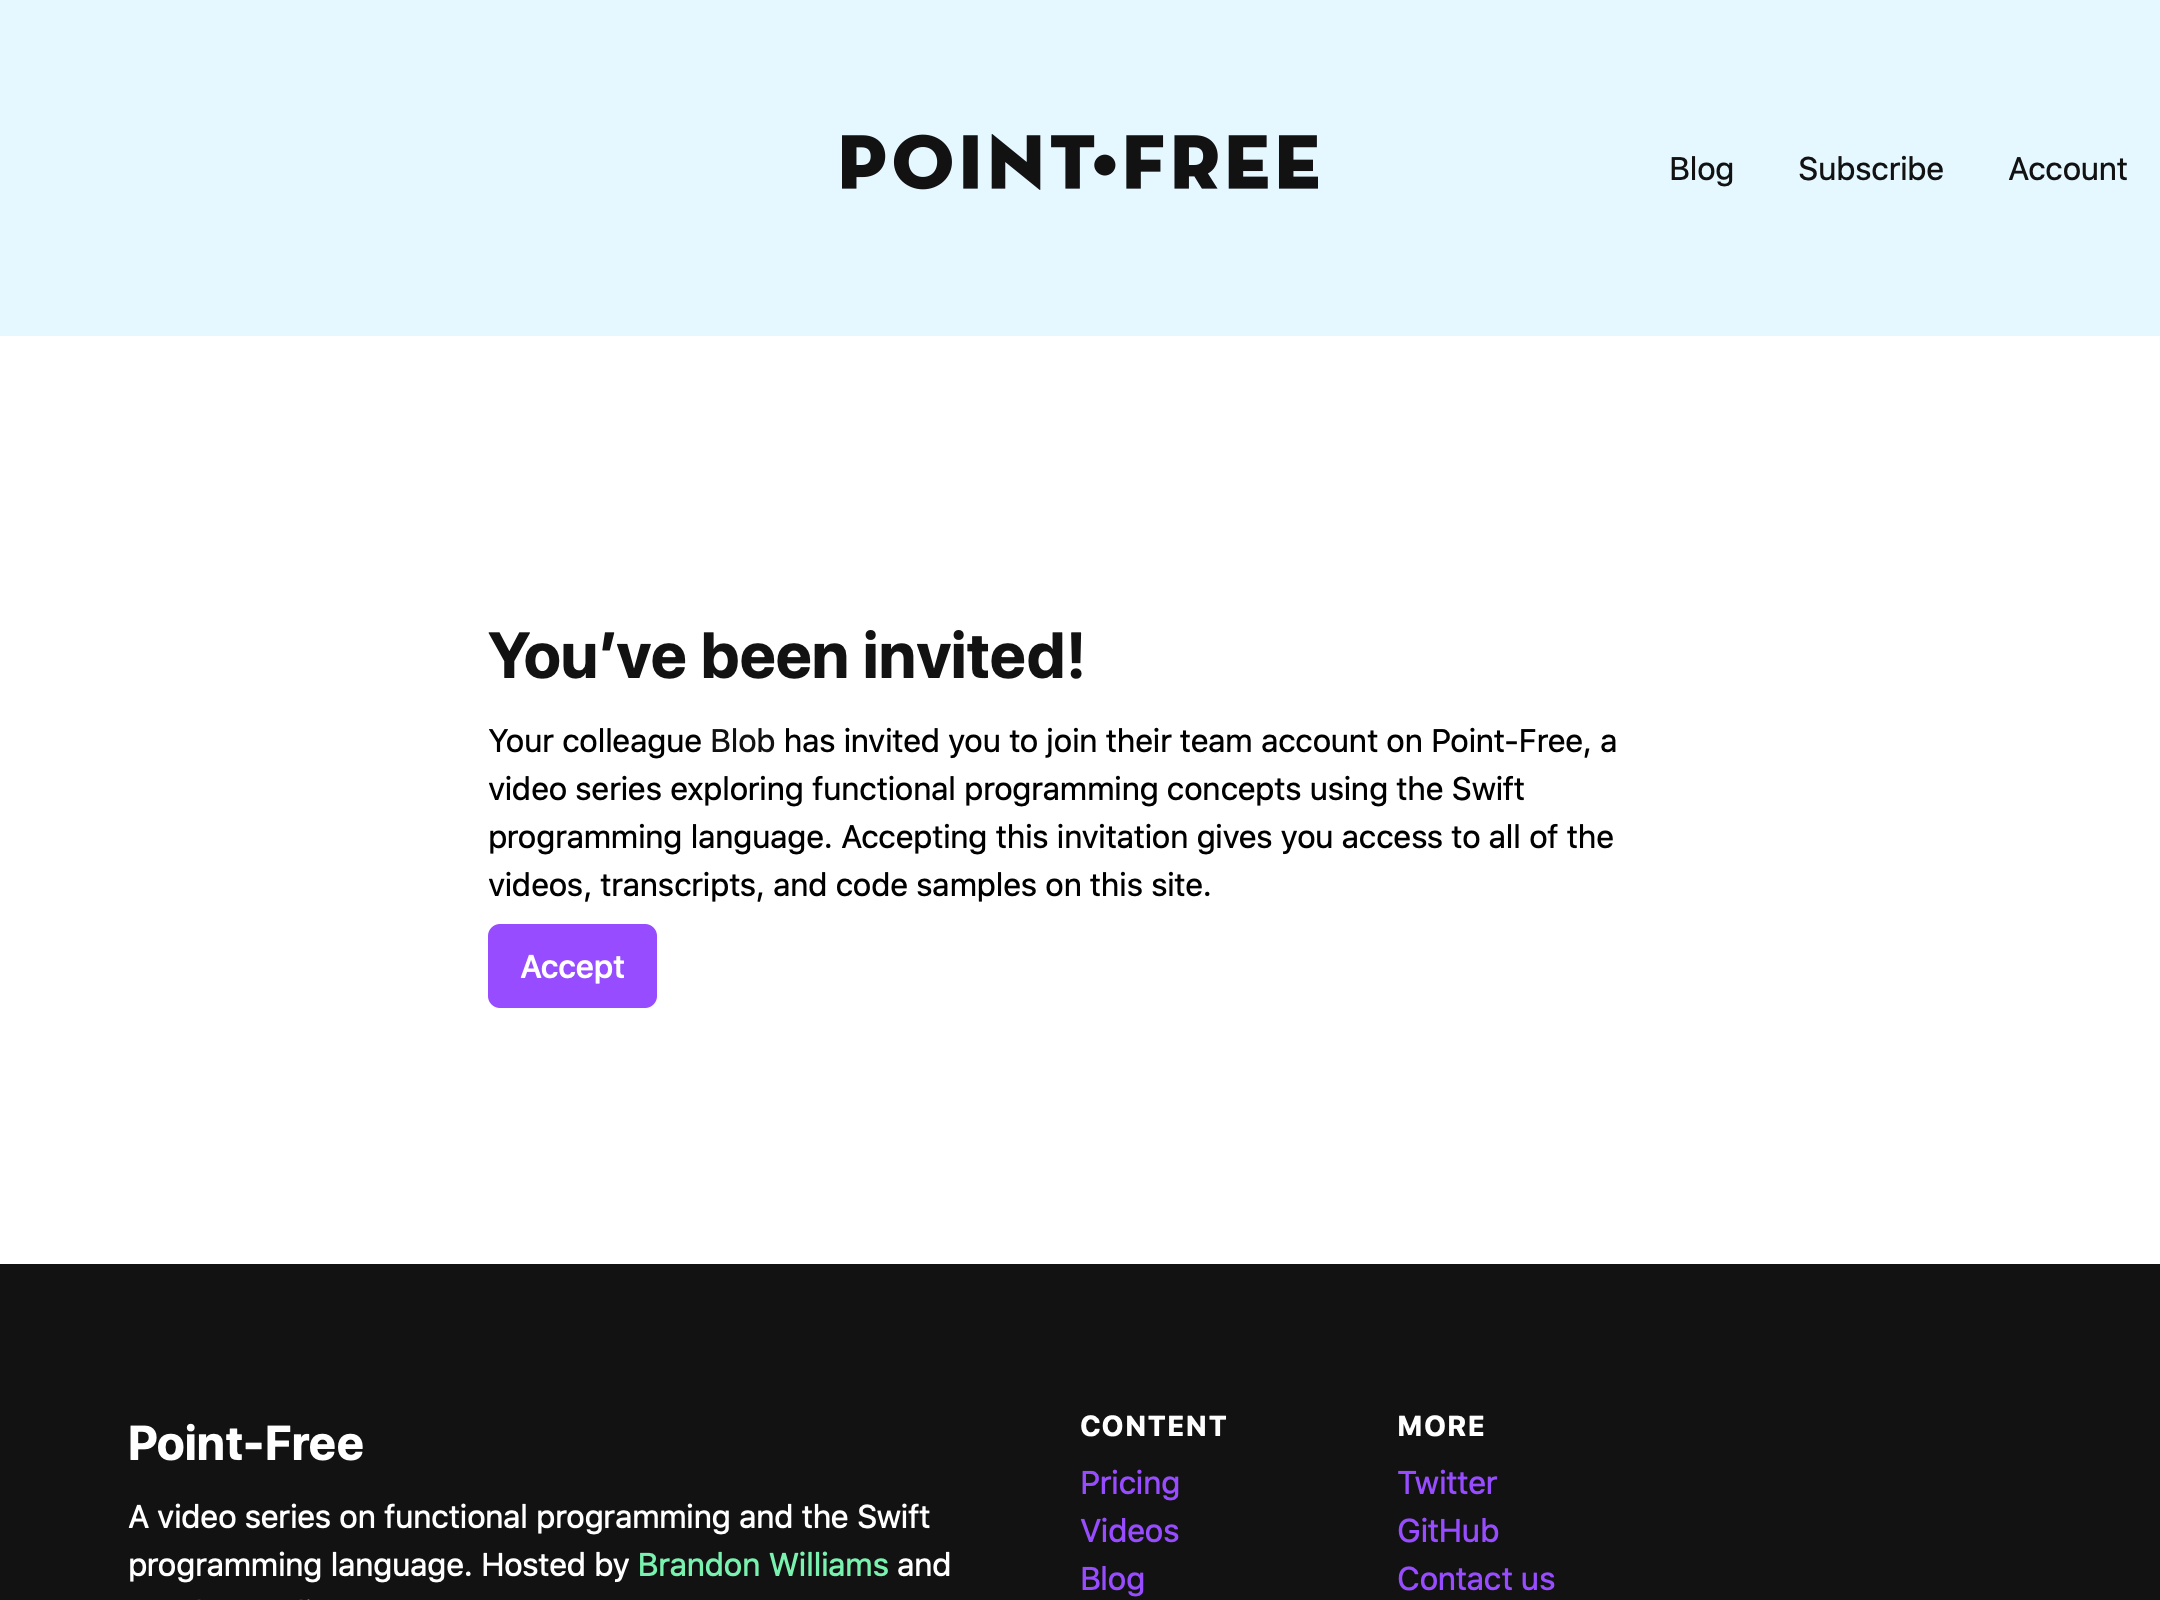 POINT•FREE
Blog Subscribe Account
You’ve been invited!
Your colleague Blob has invited you to join their team account on Point-Free, a
video series exploring functional programming concepts using the Swift
programming language. Accepting this invitation gives you access to all of the
videos, transcripts, and code samples on this site.
Accept
Point-Free
A video series on functional programming and the Swift
programming language. Hosted by Brandon Williams and
CONTENT
Pricing
Videos
Blog
MORE
Twitter
GitHub
Contact us